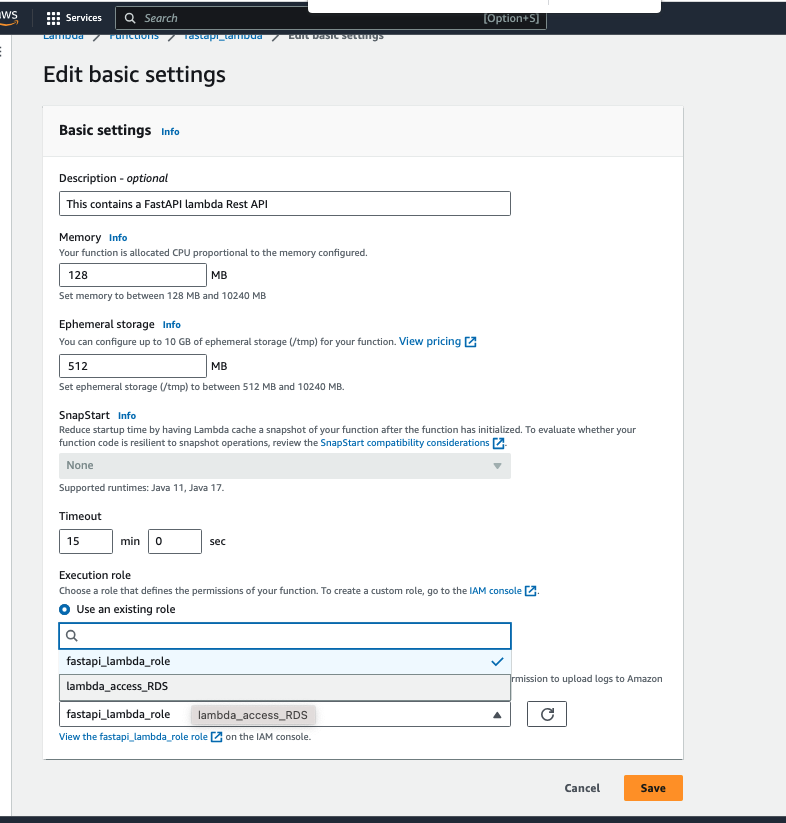 aws
Services
Search
[Option+S]
Lambda
Functions
fastapi_lambda
Edit basic settings
Edit basic settings
Basic settings Info
Description - optional
This contains a FastAPI lambda Rest API
Memory Info
Your function is allocated CPU proportional to the memory configured.
128 MB
Set memory to between 128 MB and 10240 MB
Ephemeral storage Info
You can configure up to 10 GB of ephemeral storage (/tmp) for your function. View pricing
512 MB
Set ephemeral storage (/tmp) to between 512 MB and 10240 MB.
SnapStart Info
Reduce startup time by having Lambda cache a snapshot of your function after the function has initialized. To evaluate whether your
function code is resilient to snapshot operations, review the SnapStart compatibility considerations.
None
Supported runtimes: Java 11, Java 17.
Timeout
15 min 0 sec
Execution role
Choose a role that defines the permissions of your function. To create a custom role, go to the IAM console.
Use an existing role
fastapi_lambda_role
rmission to upload logs to Amazon
lambda_access_RDS
fastapi_lambda_role lambda_access_RDS
View the fastapi_lambda_role role on the IAM console.
Cancel
Save